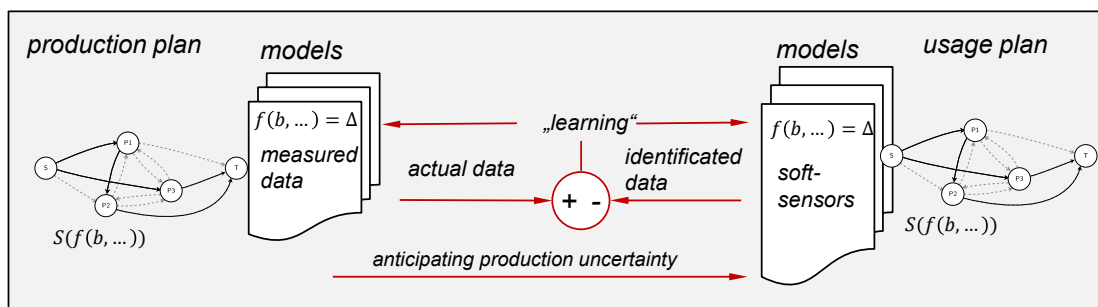 production plan
models
f(b, …) = Δ
measured
data
S
P1
P2
P3
T
S(f(b, …))
„learning“
actual data
identificated
data
+ -
anticipating production uncertainty
models
usage plan
f(b, …) = Δ
soft-
sensors
S
P1
P2
P3
T
S(f(b, …))